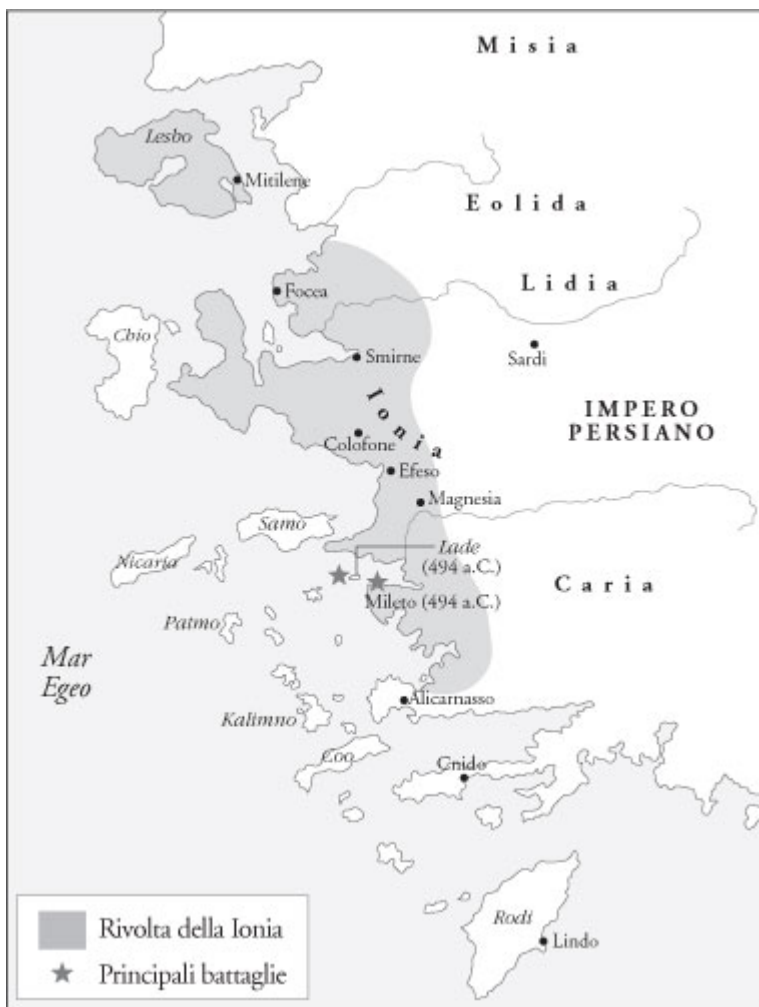 Misia
Lesbo
Mitilene
Eolida
Lidia
Focea
Chio
Smirne
Sardi
Ionia
IMPERO
PERSIANO
Colofone
Efeso
Magnesia
Samo
Lade
(494 a.C.)
Nicaria
Mileto (494 a.C.)
Caria
Patmo
Mar
Egeo
Alicarnasso
Kalimno
Coo
Cnido
Rodi
Lindo
Rivolta della Ionia
Principali battaglie